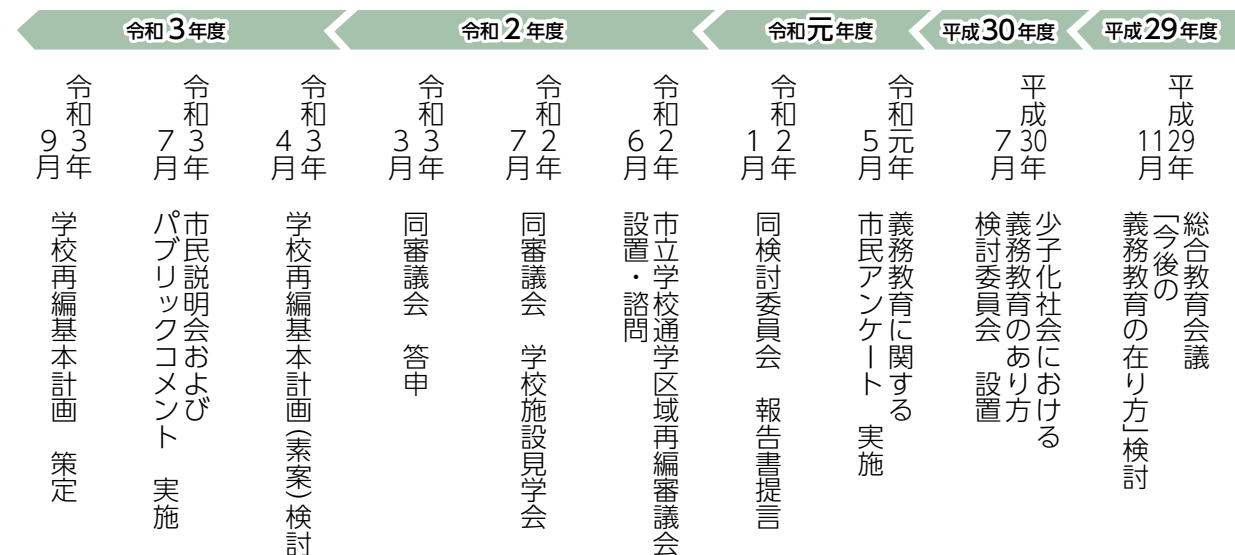 平成29年度
平成29年11月
総合教育会議
「今後の
義務教育の在り方」検討
平成30年度
平成30年7月
少子化社会における
義務教育のあり方
検討委員会　設置
令和元年度
令和元年5月
義務教育に関する
市民アンケート　実施
令和2年1月
同検討委員会　報告書提言
令和2年度
令和2年6月
市立学校通学区域再編審議会
設置・諮問
令和2年7月
同審議会　学校施設見学会
令和3年3月
同審議会　答申
令和3年度
令和3年4月
学校再編基本計画(素案)検討
令和3年7月
市民説明会および
パブリックコメント　実施
令和3年9月
学校再編基本計画　策定